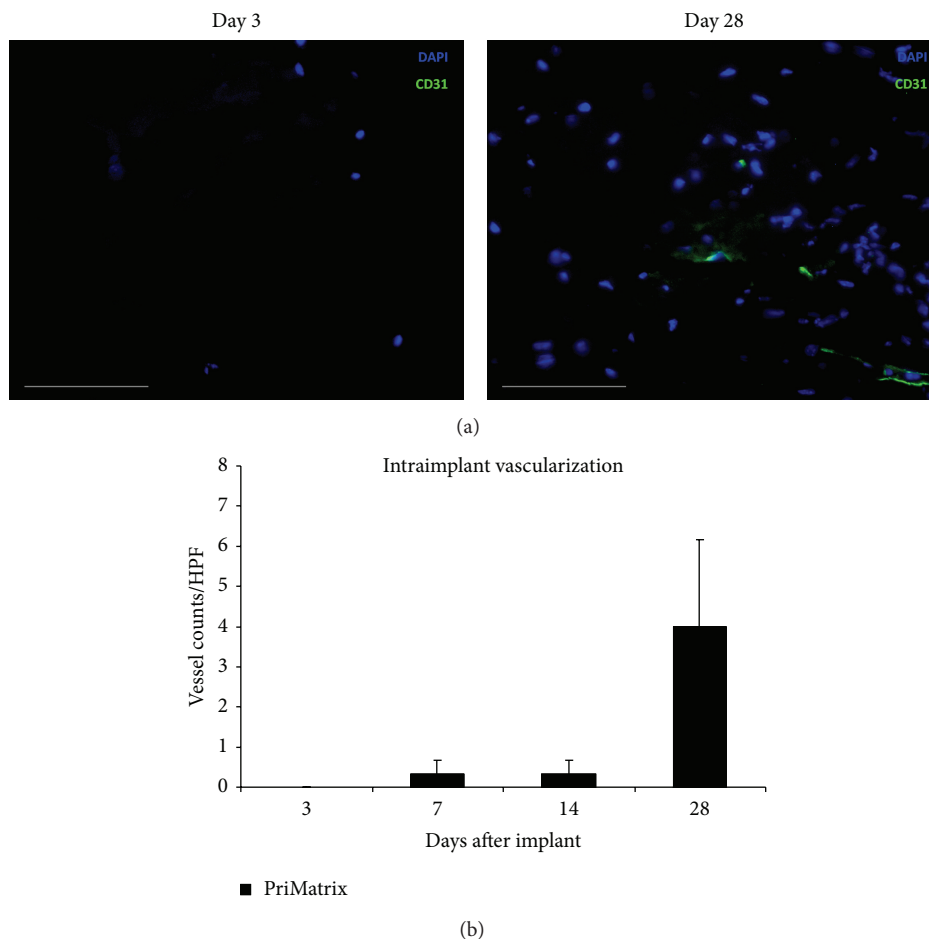 Day 3
Day 28
DAPI
CD31
DAPI
CD31
(a)
Intraimplant vascularization
8
7
6
5
4
3
2
1
0
Vessel counts/HPF
3 7 14 28
Days after implant
PriMatrix
(b)